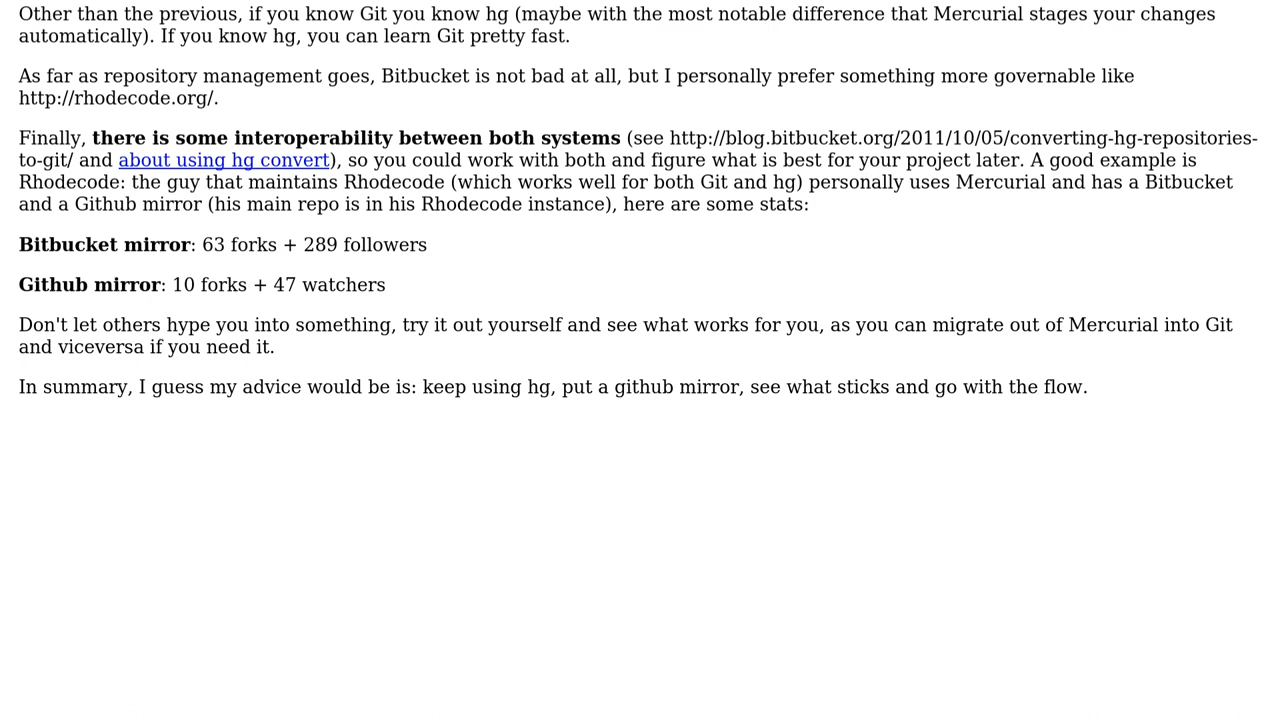 Other than the previous, if you know Git you know hg (maybe with the most notable difference that Mercurial stages your changes
automatically). If you know hg, you can learn Git pretty fast.
As far as repository management goes, Bitbucket is not bad at all, but I personally prefer something more governable like
http://rhodecode.org/.
Finally, there is some interoperability between both systems (see http://blog.bitbucket.org/2011/10/05/converting-hg-repositories-
to-git/ and about using hg convert), so you could work with both and figure what is best for your project later. A good example is
Rhodecode: the guy that maintains Rhodecode (which works well for both Git and hg) personally uses Mercurial and has a Bitbucket
and a Github mirror (his main repo is in his Rhodecode instance), here are some stats:
Bitbucket mirror: 63 forks + 289 followers
Github mirror: 10 forks + 47 watchers
Don't let others hype you into something, try it out yourself and see what works for you, as you can migrate out of Mercurial into Git
and viceversa if you need it.
In summary, I guess my advice would be is: keep using hg, put a github mirror, see what sticks and go with the flow.